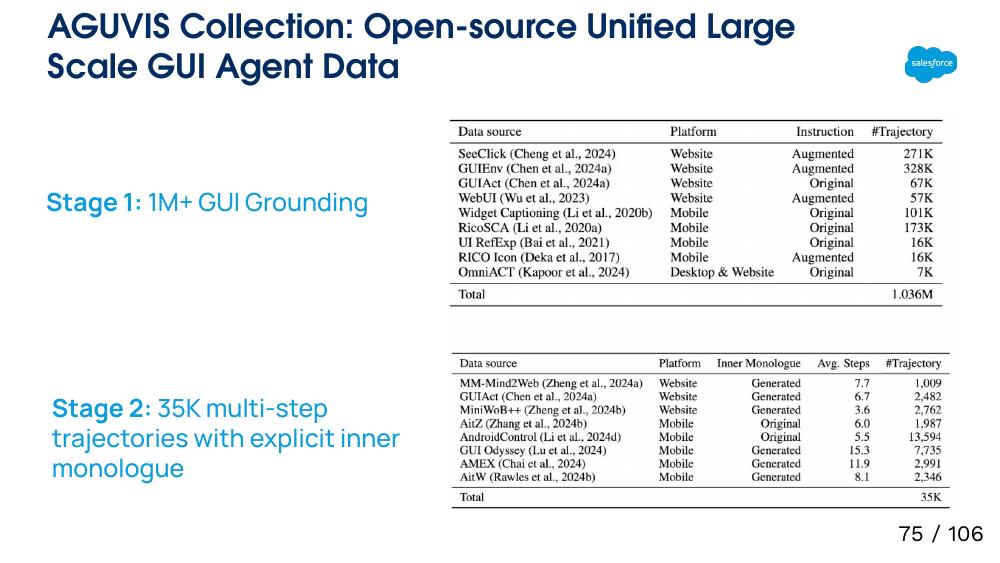 AGUVIS Collection: Open-source Unified Large
Scale GUI Agent Data
salesforce
Stage 1: 1M+ GUI Grounding
Data source Platform Instruction #Trajectory
SeeClick (Cheng et al., 2024) Website Augmented 271K
GUIEnv (Chen et al., 2024a) Website Augmented 328K
GUIAct (Chen et al., 2024a) Website Original 67K
WebUI (Wu et al., 2023) Website Augmented 57K
Widget Captioning (Li et al., 2020b) Mobile Original 101K
RicoSCA (Li et al., 2020a) Mobile Original 173K
UI RefExp (Bai et al., 2021) Mobile Original 16K
RICO Icon (Deka et al., 2017) Mobile Augmented 16K
OmniACT (Kapoor et al., 2024) Desktop & Website Original 7K
Total 1.036M
Stage 2: 35K multi-step
trajectories with explicit inner
monologue
Data source Platform Inner Monologue Avg. Steps #Trajectory
MM-Mind2Web (Zheng et al., 2024a) Website Generated 7.7 1,009
GUIAct (Chen et al., 2024a) Website Generated 6.7 2,482
MiniWoB++ (Zheng et al., 2024b) Website Generated 3.6 2,762
AitZ (Zhang et al., 2024b) Mobile Original 6.0 1,987
AndroidControl (Li et al., 2024d) Mobile Original 5.5 13,594
GUI Odyssey (Lu et al., 2024) Mobile Generated 15.3 7,735
AMEX (Chai et al., 2024) Mobile Generated 11.9 2,991
AitW (Rawles et al., 2024b) Mobile Generated 8.1 2,346
Total 35K
75 / 106